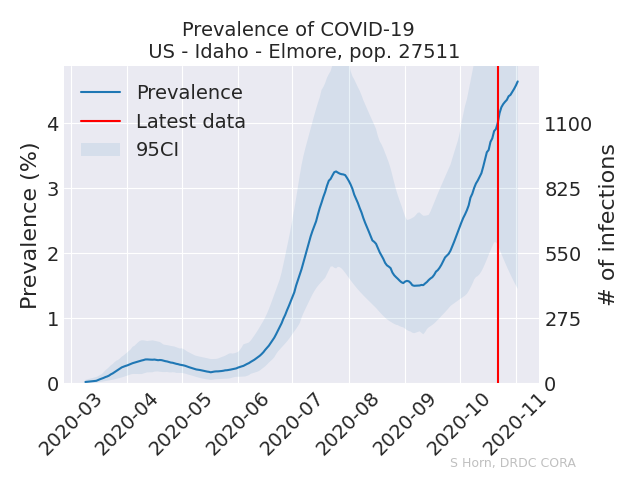 Prevalence of COVID-19
US - Idaho - Elmore, pop. 27511
Prevalence
Latest data
95CI
Prevalence (%)
4
3
2
1
0
1100
825
550
275
0
# of infections
2020-03
2020-04
2020-05
2020-06
2020-07
2020-08
2020-09
2020-10
2020-11
S Horn, DRDC CORA